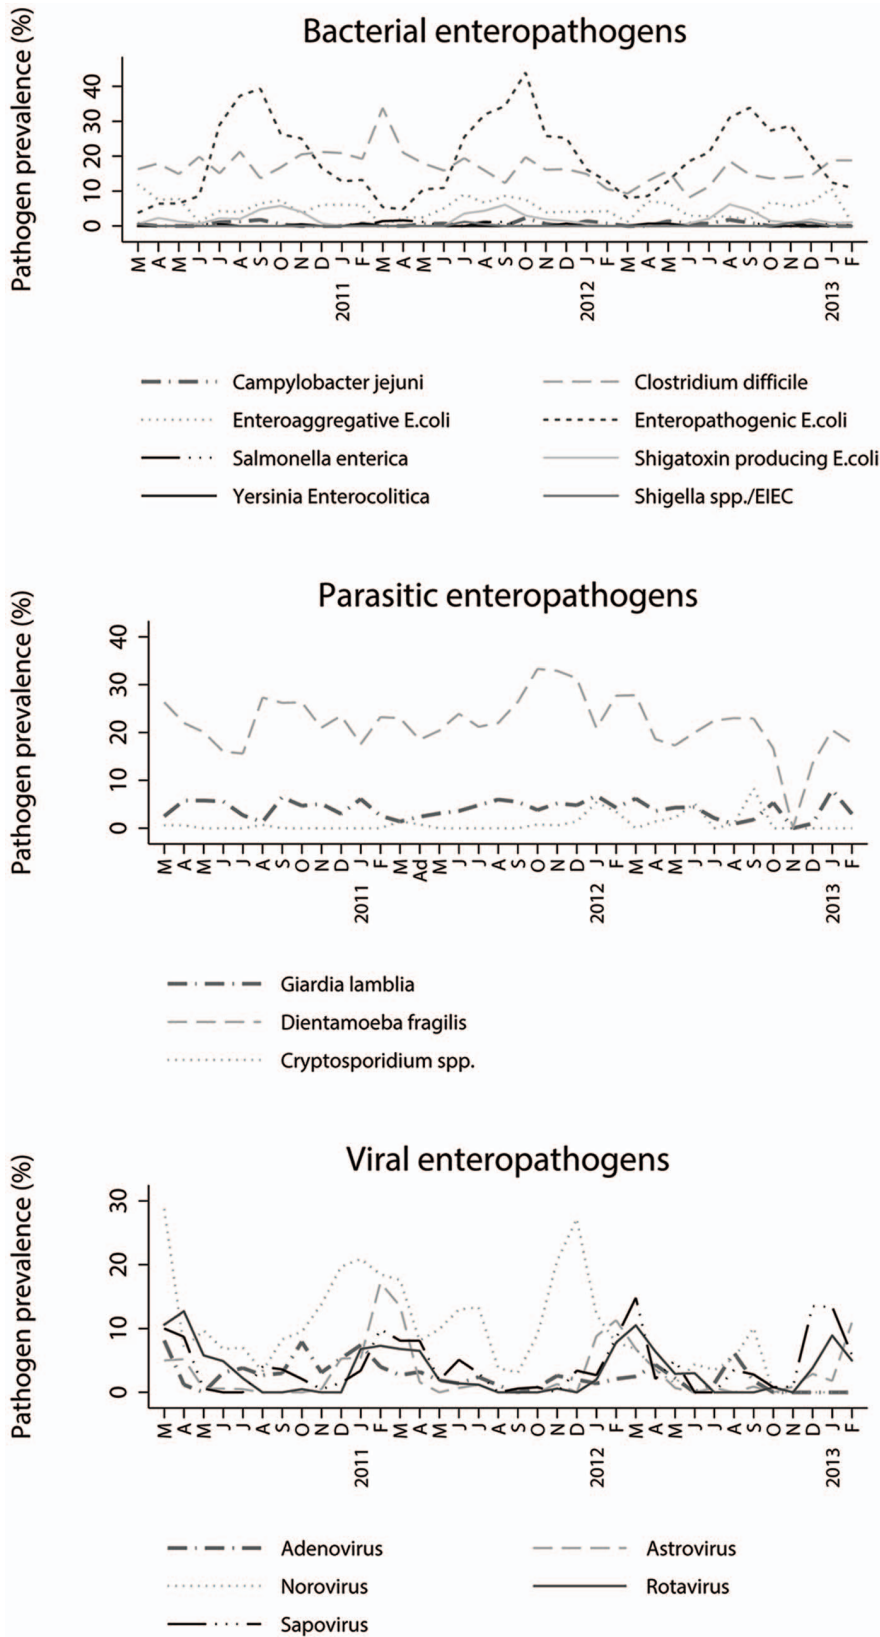 Bacterial enteropathogens
Pathogen prevalence (%)
40
30
20
10
0
M A M J J A S O N D J F M A M J J A S O N D J F M A M J J A S O N D J F
2011 2012 2013
Campylobacter jejuni Clostridium difficile
Enteroaggregative E.coli Enteropathogenic E.coli
Salmonella enterica Shigatoxin producing E.coli
Yersinia Enterocolitica Shigella spp./EIEC
Parasitic enteropathogens
Pathogen prevalence (%)
40
30
20
10
0
M A M J J A S O N D J F M Ad M J J A S O N D J F M A M J J A S O N D J F
2011 2012 2013
Giardia lamblia
Dientamoeba fragilis
Cryptosporidium spp.
Viral enteropathogens
Pathogen prevalence (%)
30
20
10
0
M A M J J A S O N D J F M A M J J A S O N D J F M A M J J A S O N D J F
2011 2012 2013
Adenovirus Astrovirus
Norovirus Rotavirus
Sapovirus